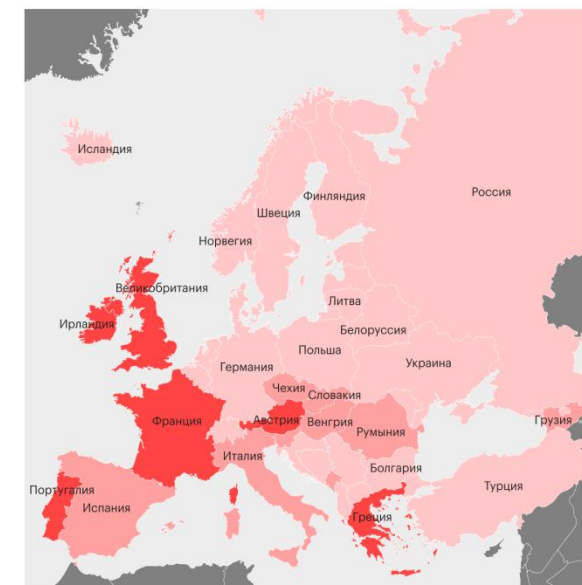 Исландия
Россия
Финляндия
Швеция
Норвегия
Великобритания
Литва
Ирландия
Белоруссия
Польша
Германия
Украина
Чехия
Словакия
Франция
Австрия
Венгрия
Грузия
Румыния
Италия
Болгария
Турция
Португалия
Испания
Греция